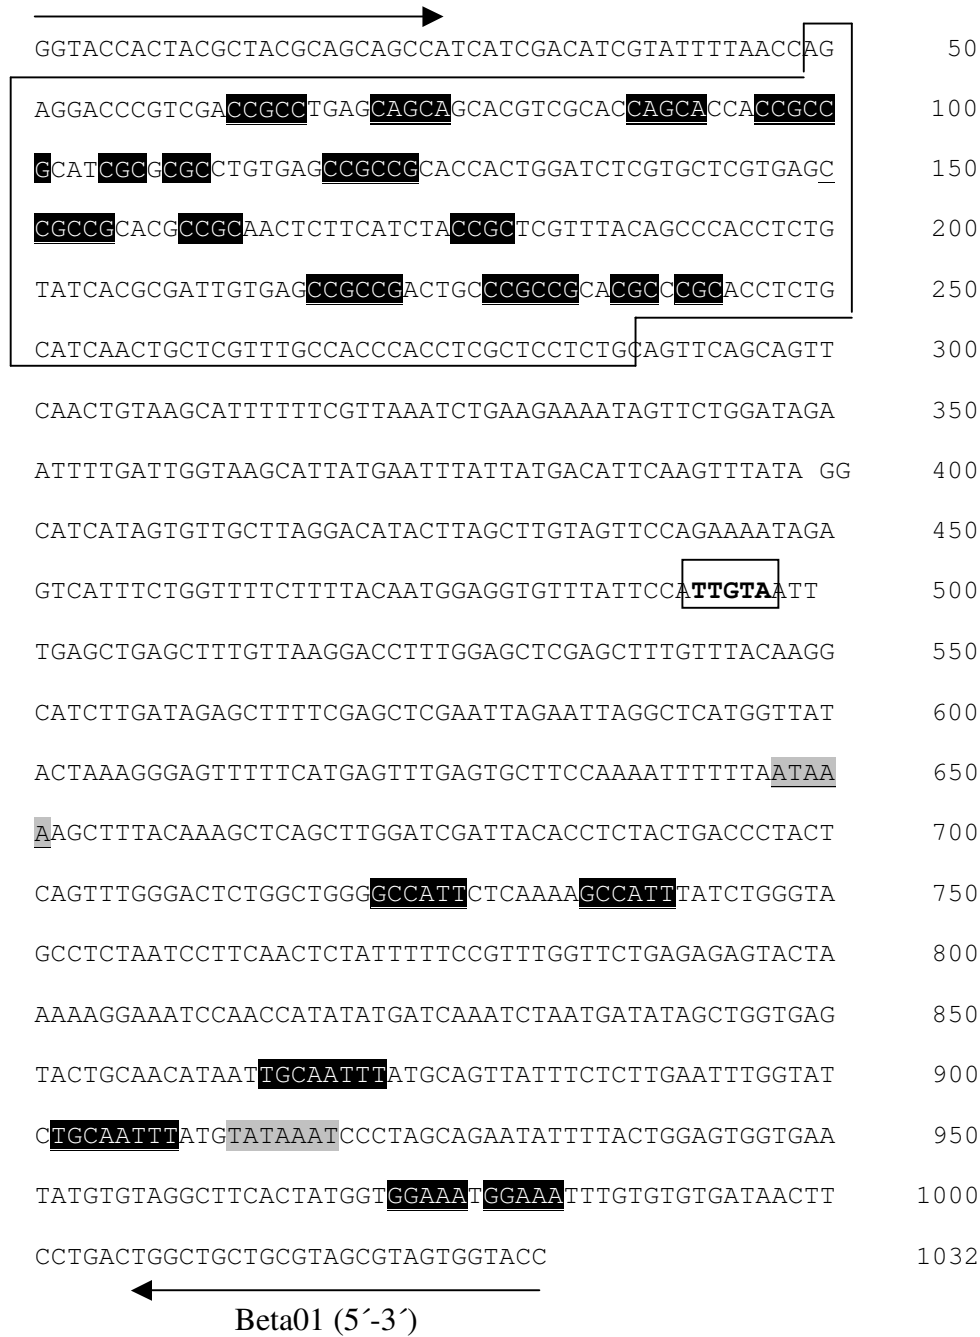 GGTACCACTACGCTACGCAGCAGCCATCATCGACATCGTATTTTAACCAG 50
AGGACCCGTCGACCGCCTGAGCAGCAGCACGTCGCACCAGCACCACCGCC 100
GCATCGCGCGCCTGTGAGCCGCCGCACCACTGGATCTCGTGCTCGTGAGC 150
CGCCGCACGCCGCAACTCTTCATCTACCGCTCGTTTACAGCCCACCTCTG 200
TATCACGCGATTGTGAGCCGCCGACTGCCCGCCGCACGCCCGCACCTCTG 250
CATCAACTGCTCGTTTGCCACCCACCTCGCTCCTCTGCAGTTCAGCAGTT 300
CAACTGTAAGCATTTTTTCGTTAAATCTGAAGAAAATAGTTCTGGATAGA 350
ATTTTGATTGGTAAGCATTATGAATTTATTATGACATTCAAGTTTATA GG 400
CATCATAGTGTTGCTTAGGACATACTTAGCTTGTAGTTCCAGAAAATAGA 450
GTCATTTCTGGTTTTCTTTTACAATGGAGGTGTTTATTCCATTGTAATT 500
TGAGCTGAGCTTTGTTAAGGACCTTTGGAGCTCGAGCTTTGTTTACAAGG 550
CATCTTGATAGAGCTTTTCGAGCTCGAATTAGAATTAGGCTCATGGTTAT 600
ACTAAAGGGAGTTTTTCATGAGTTTGAGTGCTTCCAAAATTTTTTAATAA 650
AAGCTTTACAAAGCTCAGCTTGGATCGATTACACCTCTACTGACCCTACT 700
CAGTTTGGGACTCTGGCTGGGGCCATTCTCAAAAGCCATTTATCTGGGTA 750
GCCTCTAATCCTTCAACTCTATTTTTCCGTTTGGTTCTGAGAGAGTACTA 800
AAAAGGAAATCCAACCATATATGATCAAATCTAATGATATAGCTGGTGAG 850
TACTGCAACATAATTGCAATTTATGCAGTTATTTCTCTTGAATTTGGTAT 900
CTGCAATTTATGTATAAATCCCTAGCAGAATATTTTACTGGAGTGGTGAA 950
TATGTGTAGGCTTCACTATGGTGGAAATGGAAATTTGTGTGTGATAACTT 1000
CCTGACTGGCTGCTGCGTAGCGTAGTGGTACC 1032
Beta01 (5´-3´)